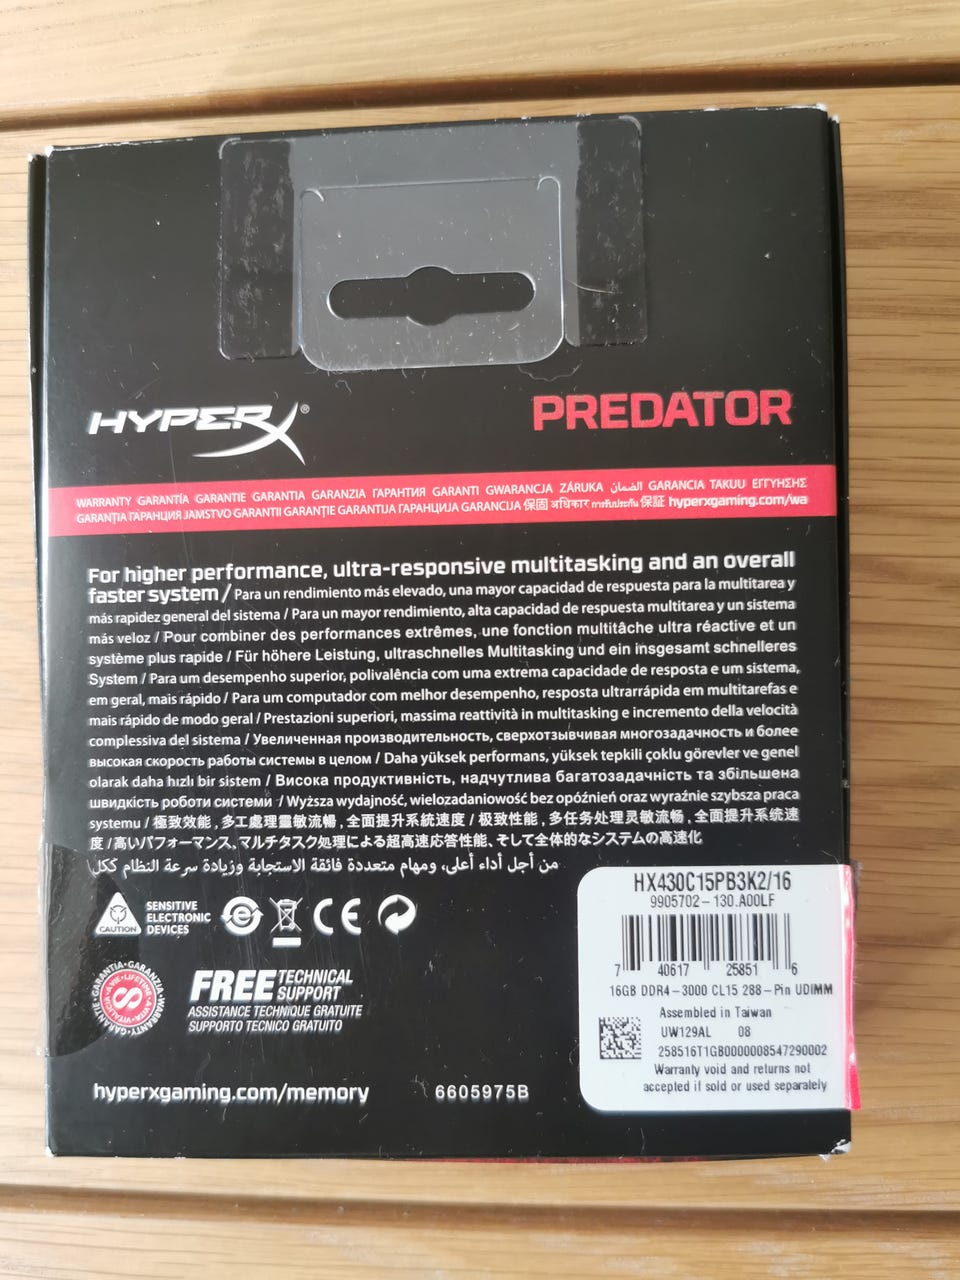 HYPERX®
PREDATOR
WARRANTY GARANTÍA GARANTIE GARANTIA GARANZIA ГАРАНТИЯ GARANTI GWARANCJA ZÁRUKA الضمان GARANCIA TAKUU ΕΓΓΥΗΣΗΣ
GARANȚIA ГАРАНЦИЯ JAMSTVO GARANTII GARANȚIE GARANTIJA ГАРАНЦИЈА GARANCIJA 保固 अधिकार การรับประกัน 保証 hyperxgaming.com/wa
For higher performance, ultra-responsive multitasking and an overall
faster system / Para un rendimiento más elevado, una mayor capacidad de respuesta para la multitarea y
más rapidez general del sistema / Para un mayor rendimiento, alta capacidad de respuesta multitarea y un sistema
más veloz / Pour combiner des performances extrêmes, une fonction multitâche ultra réactive et un
système plus rapide / Für höhere Leistung, ultraschnelles Multitasking und ein insgesamt schnelleres
System / Para um desempenho superior, polivalência com uma extrema capacidade de resposta e um sistema,
em geral, mais rápido / Para um computador com melhor desempenho, resposta ultrarrápida em multitarefas e
mais rápido de modo geral / Prestazioni superiori, massima reattività in multitasking e incremento della velocità
complessiva del sistema / Увеличенная производительность, сверхотзывчивая многозадачность и более
высокая скорость работы системы в целом / Daha yüksek performans, yüksek tepkili çoklu görevler ve genel
olarak daha hızlı bir sistem / Висока продуктивність, надчутлива багатозадачність та збільшена
швидкість роботи системи / Wyższa wydajność, wielozadaniowość bez opóźnień oraz wyraźnie szybsza praca
systemu / 極致效能，多工處理靈敏流暢，全面提升系統速度 / 极致性能，多任务处理灵敏流畅，全面提升系统速
度 / 高いパフォーマンス、マルチタスク処理による超高速応答性能、そして全体的なシステムの高速化
من أجل أداء أعلى، ومهام متعددة فائقة الاستجابة وزيادة سرعة النظام ككل
CAUTION
SENSITIVE
ELECTRONIC
DEVICES
CE
GARANTIA•GARANZIA•WARRANTY•GARANTIE•
LIFETIME•A VITA•VITALICIA•À VIE•
FREE TECHNICAL
SUPPORT
ASSISTANCE TECHNIQUE GRATUITE
SUPORTO TECNICO GRATUITO
hyperxgaming.com/memory
6605975B
HX430C15PB3K2/16
9905702-130.A00LF
7 40617 25851 6
16GB DDR4-3000 CL15 288-Pin UDIMM
Assembled in Taiwan
UW129AL 08
258516T1GB0000008547290002
Warranty void and returns not
accepted if sold or used separately